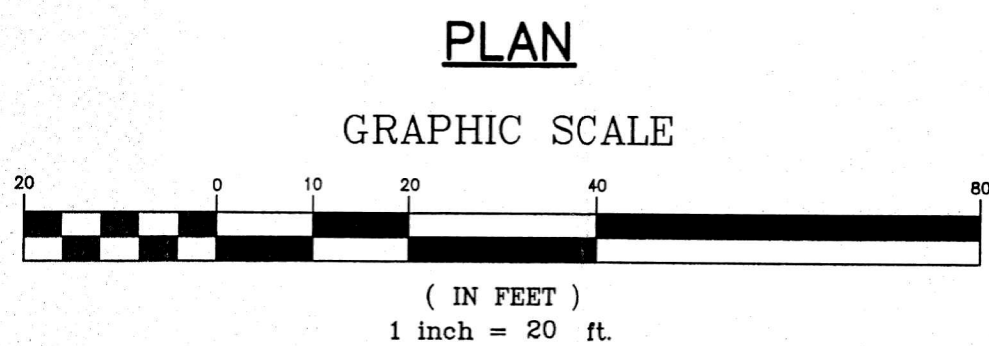 PLAN
GRAPHIC SCALE
20 0 10 20 40 80
( IN FEET )
1 inch = 20 ft.